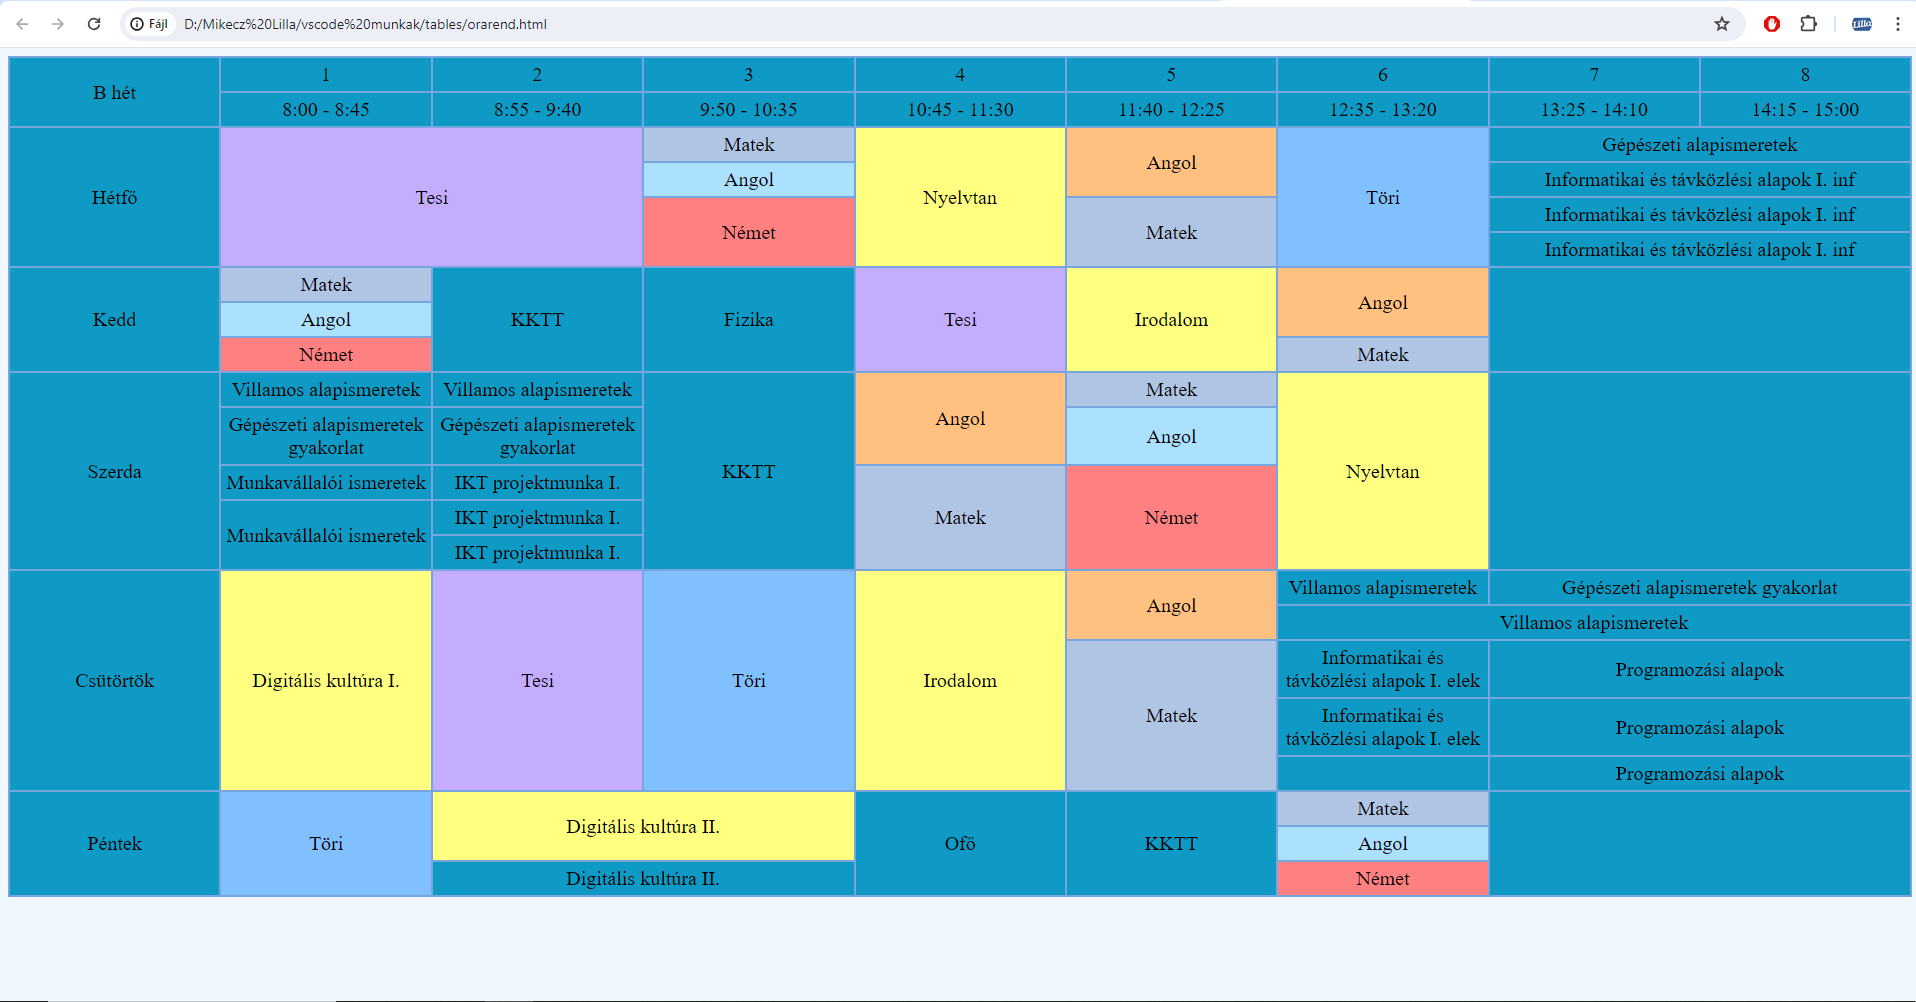 Fájl
D:/Mikecz%20Lilla/vscode%20munkak/tables/orarend.html
Lilla
B hét
1
2
3
4
5
6
7
8
8:00 - 8:45
8:55 - 9:40
9:50 - 10:35
10:45 - 11:30
11:40 - 12:25
12:35 - 13:20
13:25 - 14:10
14:15 - 15:00
Hétfő
Tesi
Matek
Angol
Német
Nyelvtan
Angol
Matek
Töri
Gépészeti alapismeretek
Informatikai és távközlési alapok I. inf
Informatikai és távközlési alapok I. inf
Informatikai és távközlési alapok I. inf
Kedd
Matek
Angol
Német
KKTT
Fizika
Tesi
Irodalom
Angol
Matek
Szerda
Villamos alapismeretek
Gépészeti alapismeretek
gyakorlat
Munkavállalói ismeretek
Munkavállalói ismeretek
Villamos alapismeretek
Gépészeti alapismeretek
gyakorlat
IKT projektmunka I.
IKT projektmunka I.
IKT projektmunka I.
KKTT
Angol
Matek
Matek
Angol
Német
Nyelvtan
Csütörtök
Digitális kultúra I.
Tesi
Töri
Irodalom
Angol
Matek
Villamos alapismeretek
Gépészeti alapismeretek gyakorlat
Villamos alapismeretek
Informatikai és
távközlési alapok I. elek
Programozási alapok
Informatikai és
távközlési alapok I. elek
Programozási alapok
Programozási alapok
Péntek
Töri
Digitális kultúra II.
Digitális kultúra II.
Ofő
KKTT
Matek
Angol
Német